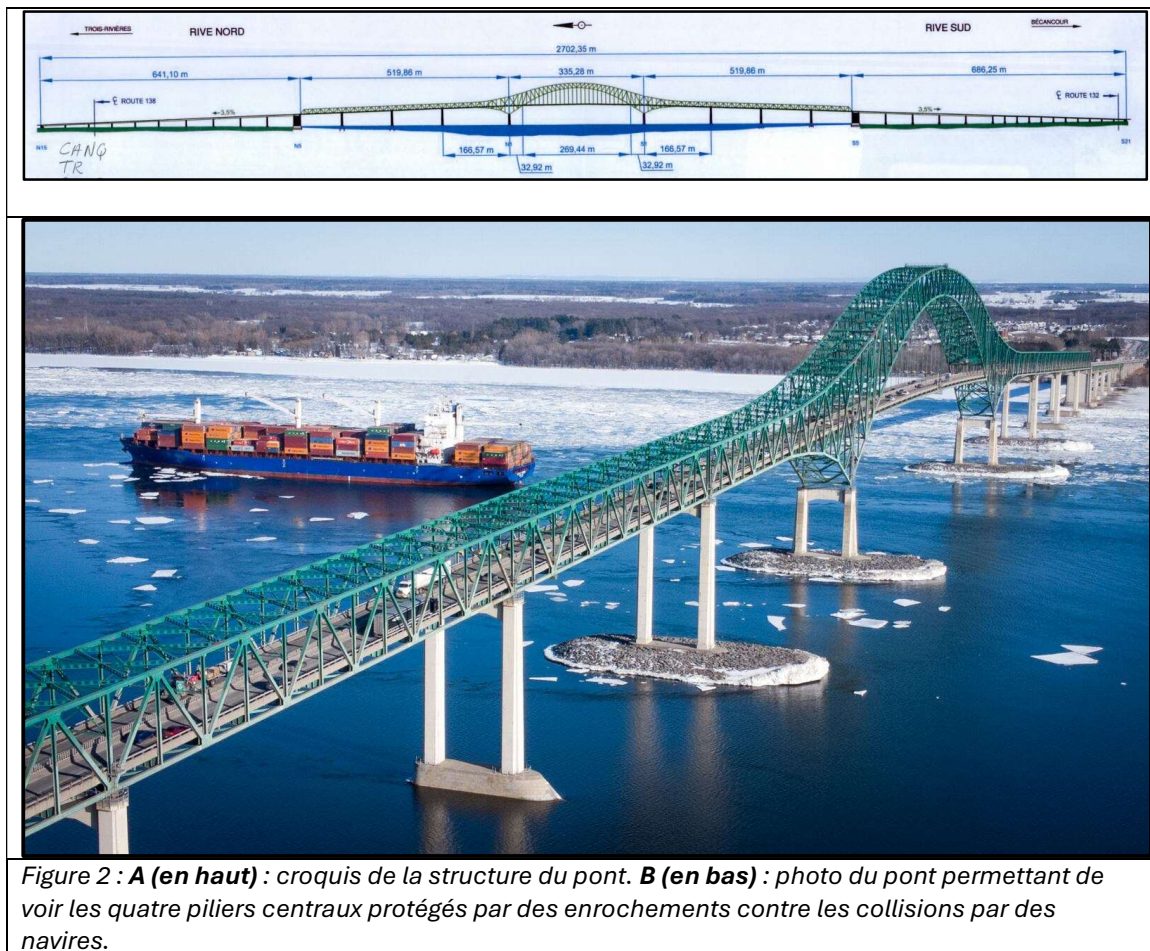 TROIS-RIVIÈRES
RIVE NORD
RIVE SUD
BÉCANCOUR
2702,35 m
641,10 m
519,86 m
335,28 m
519,86 m
686,25 m
℄ ROUTE 138
3,5%
3,5%
℄ ROUTE 132
N15
CANQ
TR
N5
166,57 m
N1
269,44 m
166,57 m
S5
S21
32,92 m
32,92 m
Figure 2 : A (en haut) : croquis de la structure du pont. B (en bas) : photo du pont permettant de
voir les quatre piliers centraux protégés par des enrochements contre les collisions par des
navires.